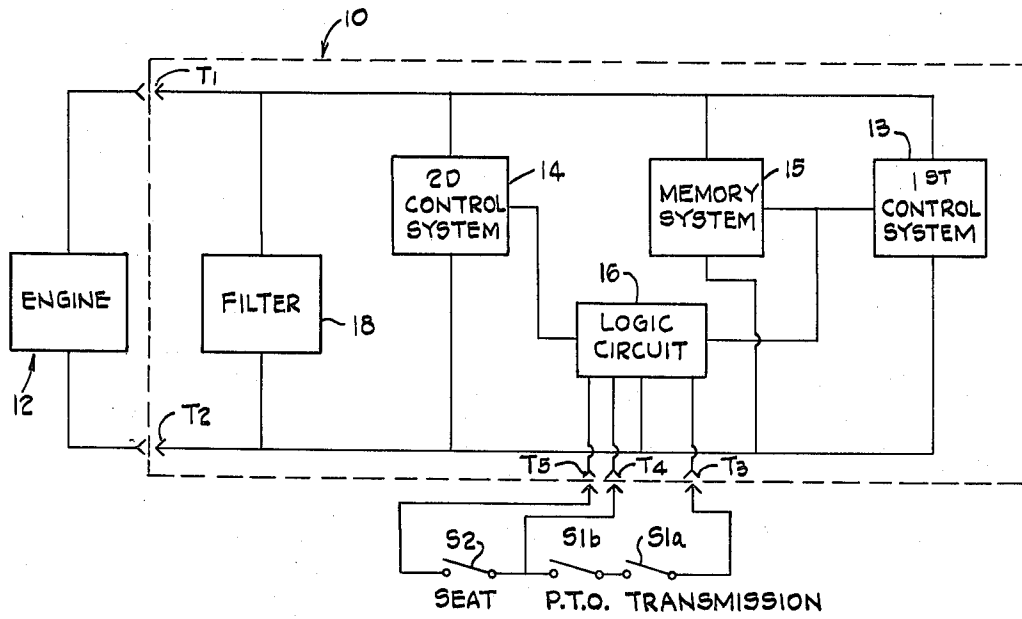 10
T1
13
14
15
2D
CONTROL
SYSTEM
MEMORY
SYSTEM
1ST
CONTROL
SYSTEM
16
ENGINE
FILTER
18
LOGIC
CIRCUIT
12
T2
T5
T4
T3
S2
S1b
S1a
SEAT
P.T.O.
TRANSMISSION